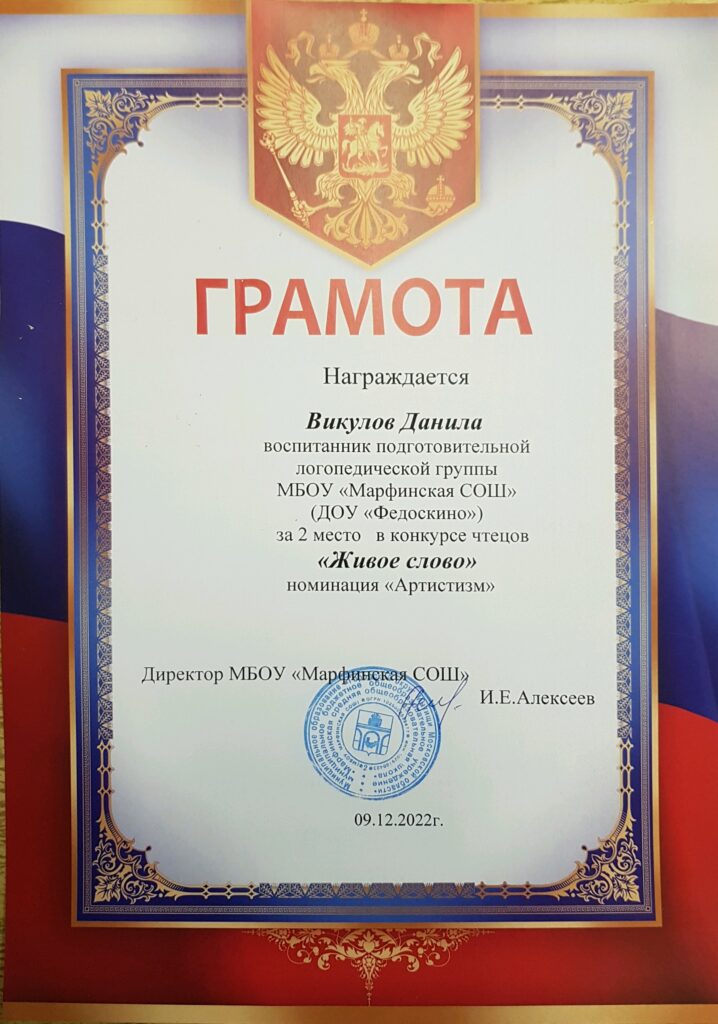 ГРАМОТА
Награждается
Викулов Данила
воспитанник подготовительной
логопедической группы
МБОУ «Марфинская СОШ»
(ДОУ «Федоскино»)
за 2 место в конкурсе чтецов
«Живое слово»
номинация «Артистизм»
Директор МБОУ «Марфинская СОШ»
И.Е.Алексеев
09.12.2022г.